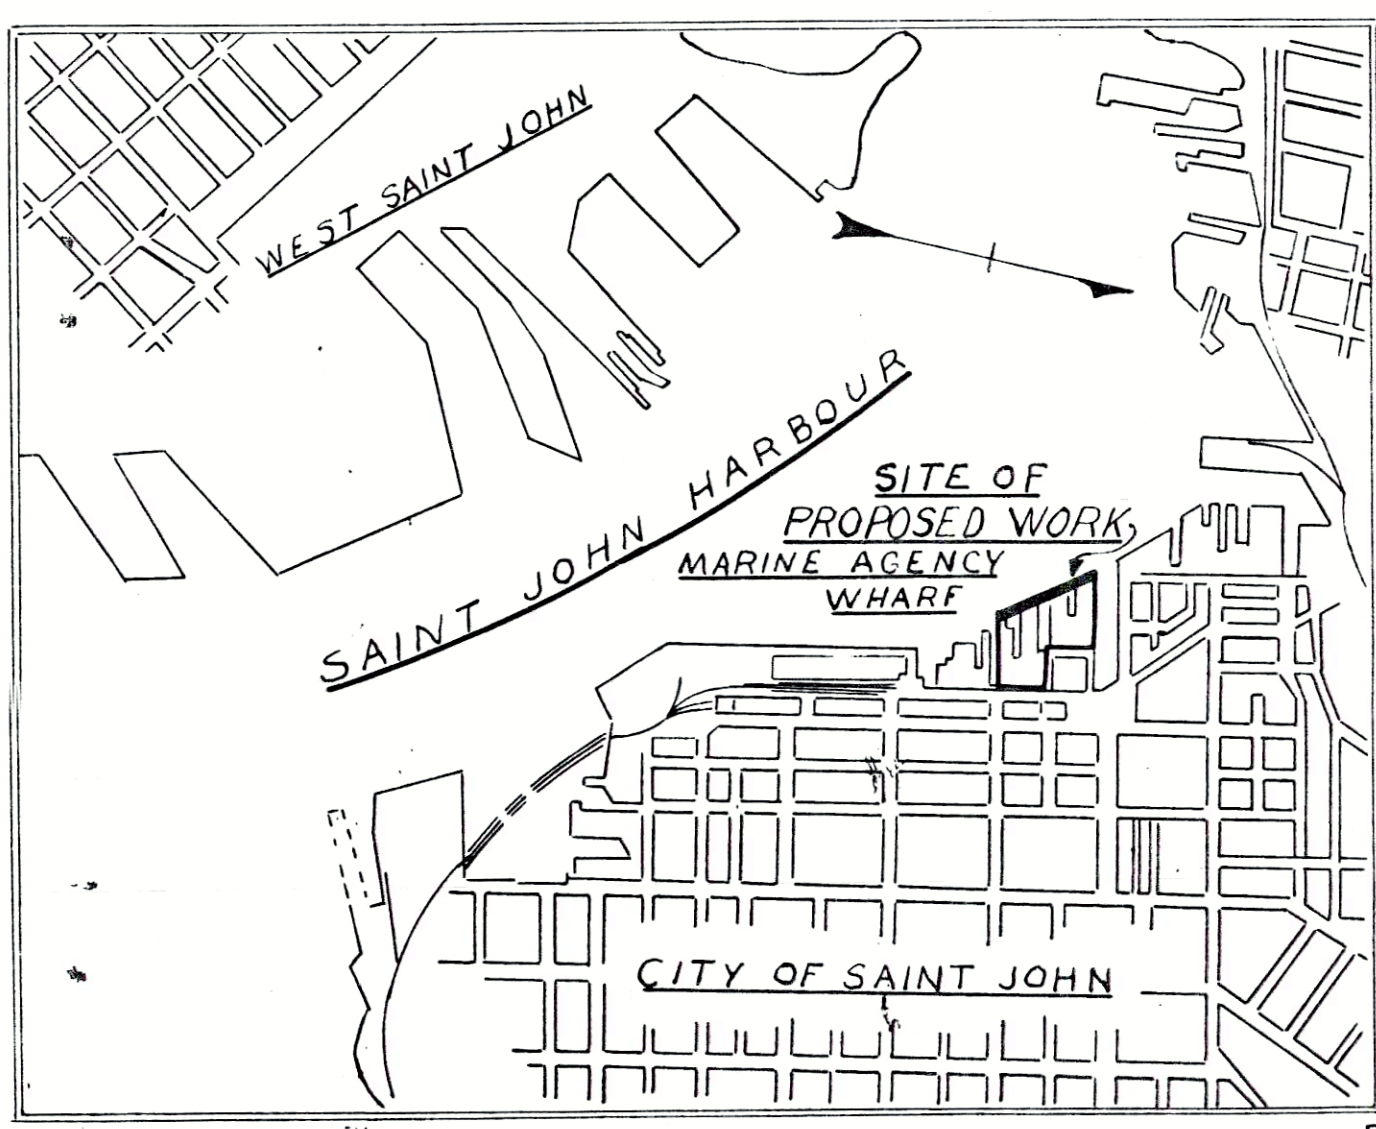 WEST SAINT JOHN
SAINT JOHN HARBOUR
SITE OF
PROPOSED WORK
MARINE AGENCY
WHARF
CITY OF SAINT JOHN